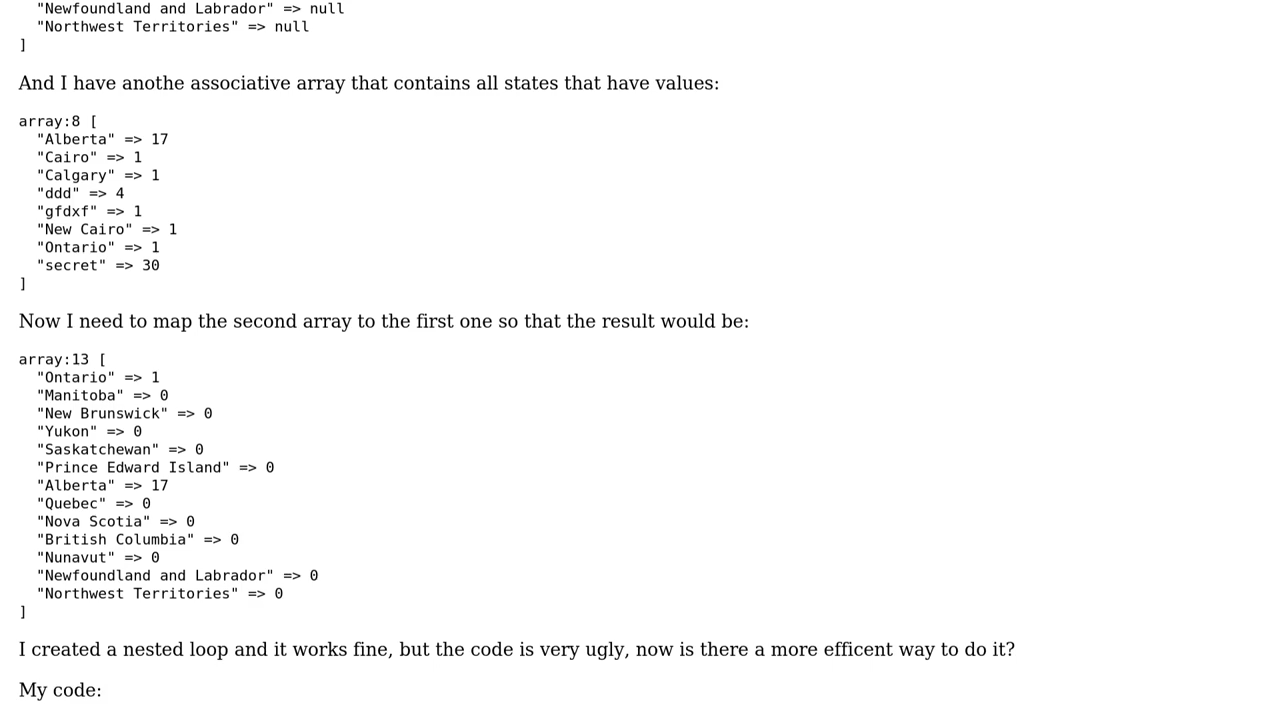 "Newfoundland and Labrador" => null
"Northwest Territories" => null
]
And I have anothe associative array that contains all states that have values:
array:8 [
"Alberta" => 17
"Cairo" => 1
"Calgary" => 1
"ddd" => 4
"gfdxf" => 1
"New Cairo" => 1
"Ontario" => 1
"secret" => 30
]
Now I need to map the second array to the first one so that the result would be:
array:13 [
"Ontario" => 1
"Manitoba" => 0
"New Brunswick" => 0
"Yukon" => 0
"Saskatchewan" => 0
"Prince Edward Island" => 0
"Alberta" => 17
"Quebec" => 0
"Nova Scotia" => 0
"British Columbia" => 0
"Nunavut" => 0
"Newfoundland and Labrador" => 0
"Northwest Territories" => 0
]
I created a nested loop and it works fine, but the code is very ugly, now is there a more efficent way to do it?
My code: